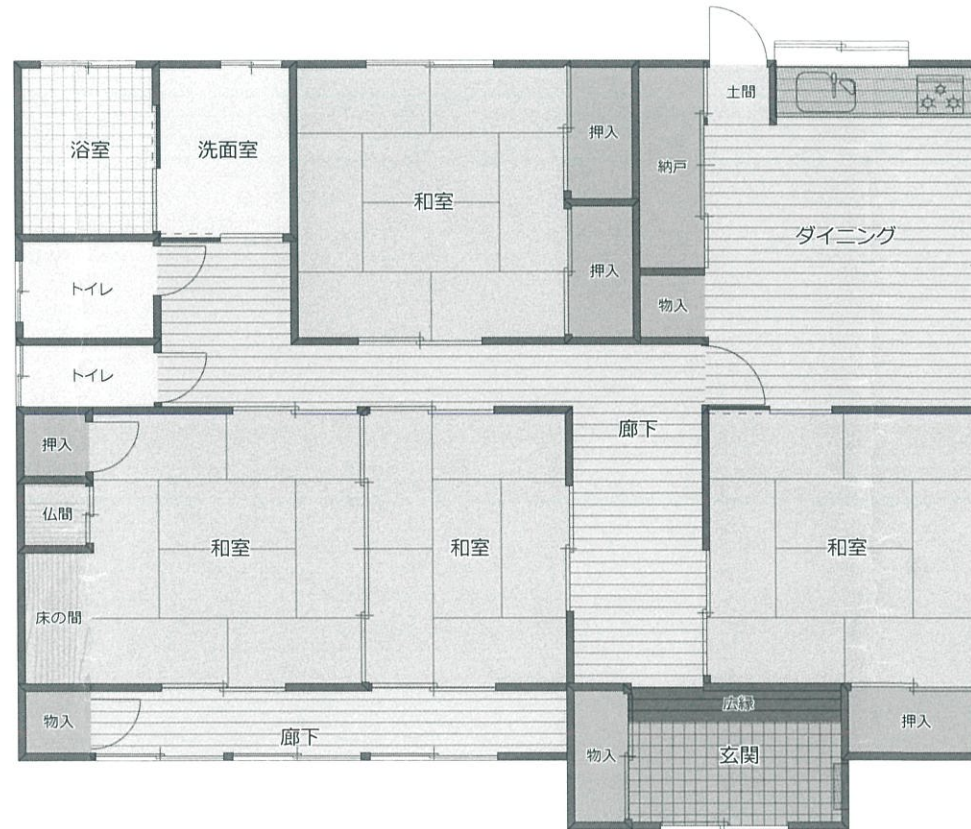 浴室
洗面室
和室
押入
押入
納戸
土間
ダイニング
物入
トイレ
トイレ
廊下
押入
仏間
床の間
和室
和室
和室
物入
廊下
物入
広縁
玄関
押入